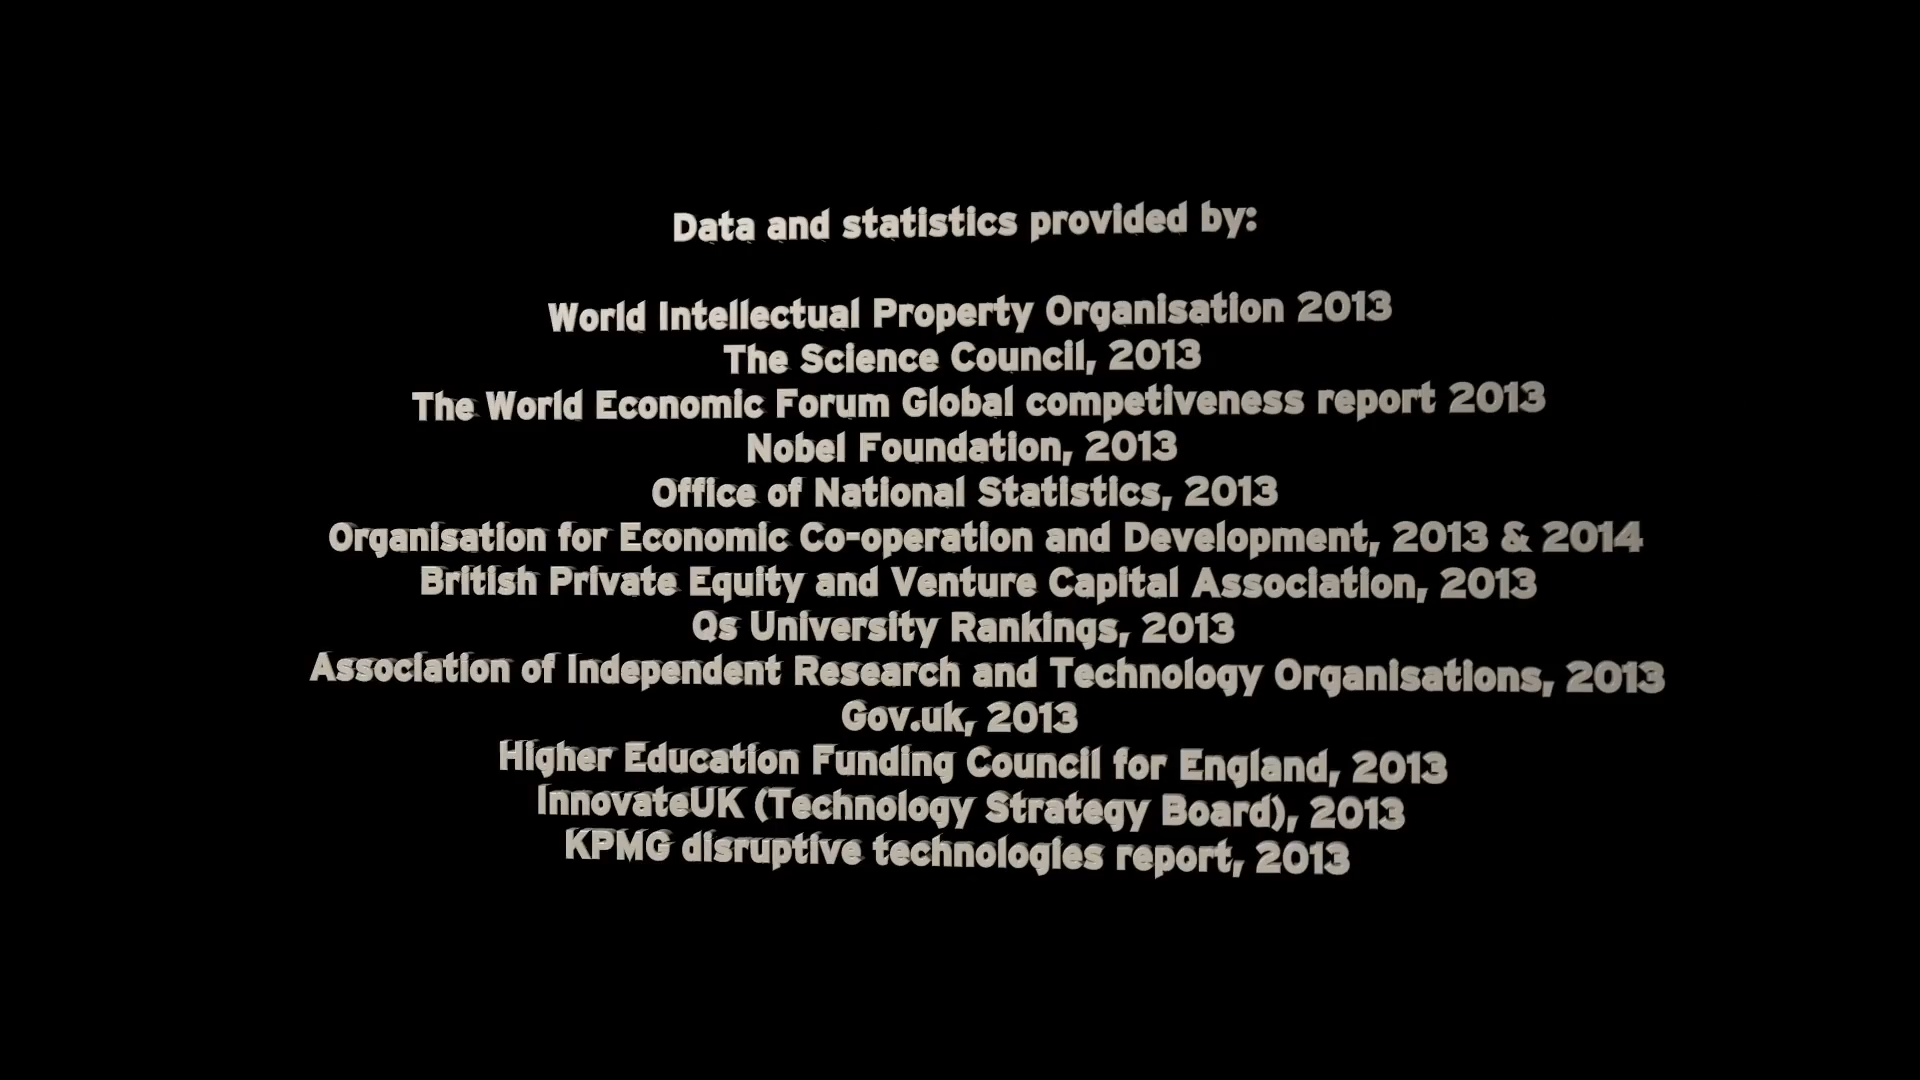 Data and statistics provided by:
World Intellectual Property Organisation 2013
The Science Council, 2013
The World Economic Forum Global competiveness report 2013
Nobel Foundation, 2013
Office of National Statistics, 2013
Organisation for Economic Co-operation and Development, 2013 & 2014
British Private Equity and Venture Capital Association, 2013
Qs University Rankings, 2013
Association of Independent Research and Technology Organisations, 2013
Gov.uk, 2013
Higher Education Funding Council for England, 2013
InnovateUK (Technology Strategy Board), 2013
KPMG disruptive technologies report, 2013